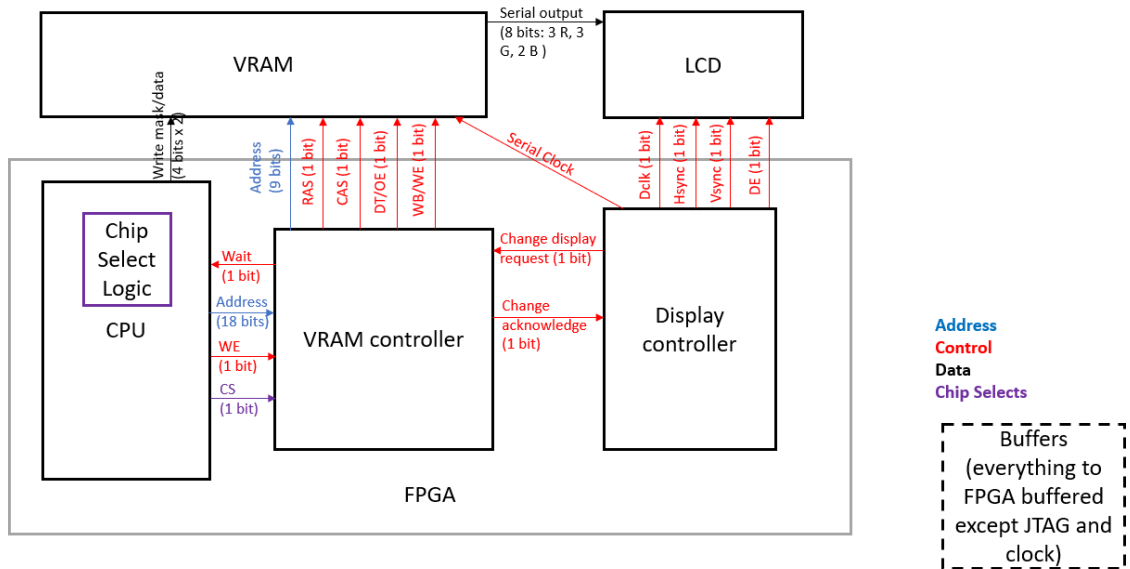 Serial output
(8 bits: 3 R, 3
G, 2 B )
VRAM
LCD
Write mask/data
(4 bits x 2)
Address
(9 bits)
RAS (1 bit)
CAS (1 bit)
DT/OE (1 bit)
WB/WE (1 bit)
Serial Clock
Dclk (1 bit)
Hsync (1 bit)
Vsync (1 bit)
DE (1 bit)
Chip
Select
Logic
CPU
Wait
(1 bit)
Address
(18 bits)
WE
(1 bit)
CS
(1 bit)
VRAM controller
Change display
request (1 bit)
Change
acknowledge
(1 bit)
Display
controller
FPGA
Address
Control
Data
Chip Selects
Buffers
(everything to
FPGA buffered
except JTAG and
clock)